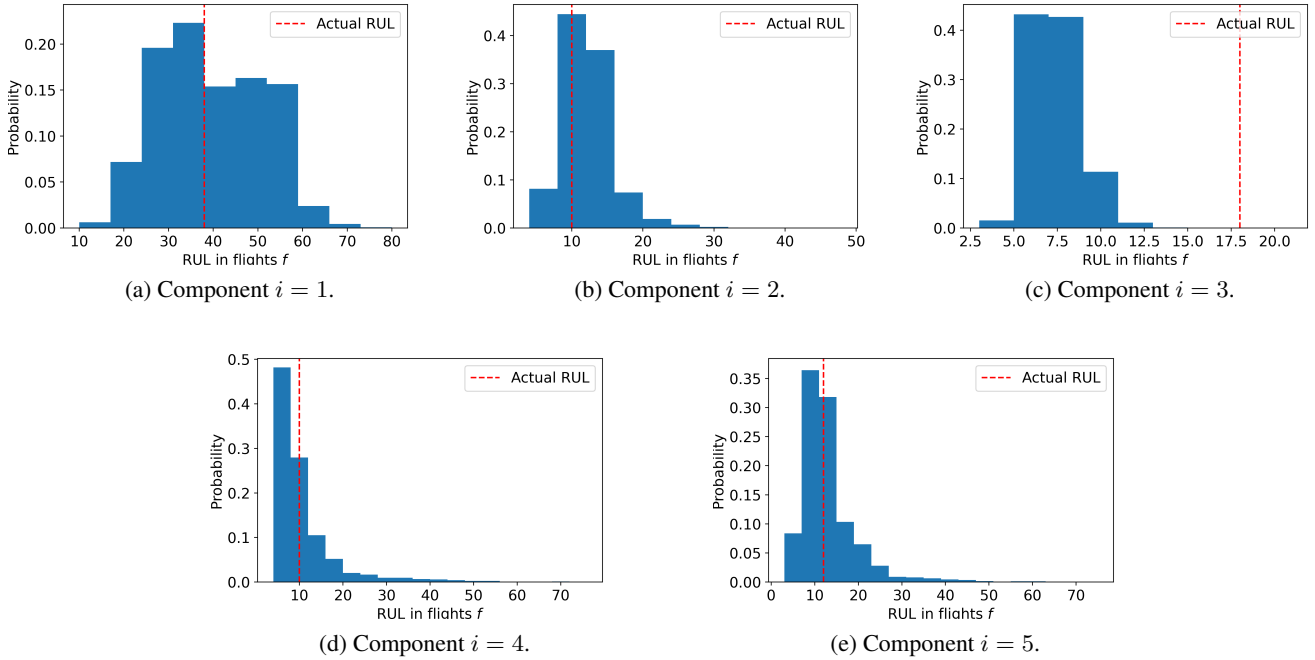 Actual RUL
0.20
0.15
0.10
0.05
0.00
Probability
10 20 30 40 50 60 70 80
RUL in flights f
(a) Component i = 1.
Actual RUL
0.4
0.3
0.2
0.1
0.0
Probability
10 20 30 40 50
RUL in flights f
(b) Component i = 2.
Actual RUL
0.4
0.3
0.2
0.1
0.0
Probability
2.5 5.0 7.5 10.0 12.5 15.0 17.5 20.0
RUL in flights f
(c) Component i = 3.
Actual RUL
0.5
0.4
0.3
0.2
0.1
0.0
Probability
10 20 30 40 50 60 70
RUL in flights f
(d) Component i = 4.
Actual RUL
0.35
0.30
0.25
0.20
0.15
0.10
0.05
0.00
Probability
0 10 20 30 40 50 60 70
RUL in flights f
(e) Component i = 5.